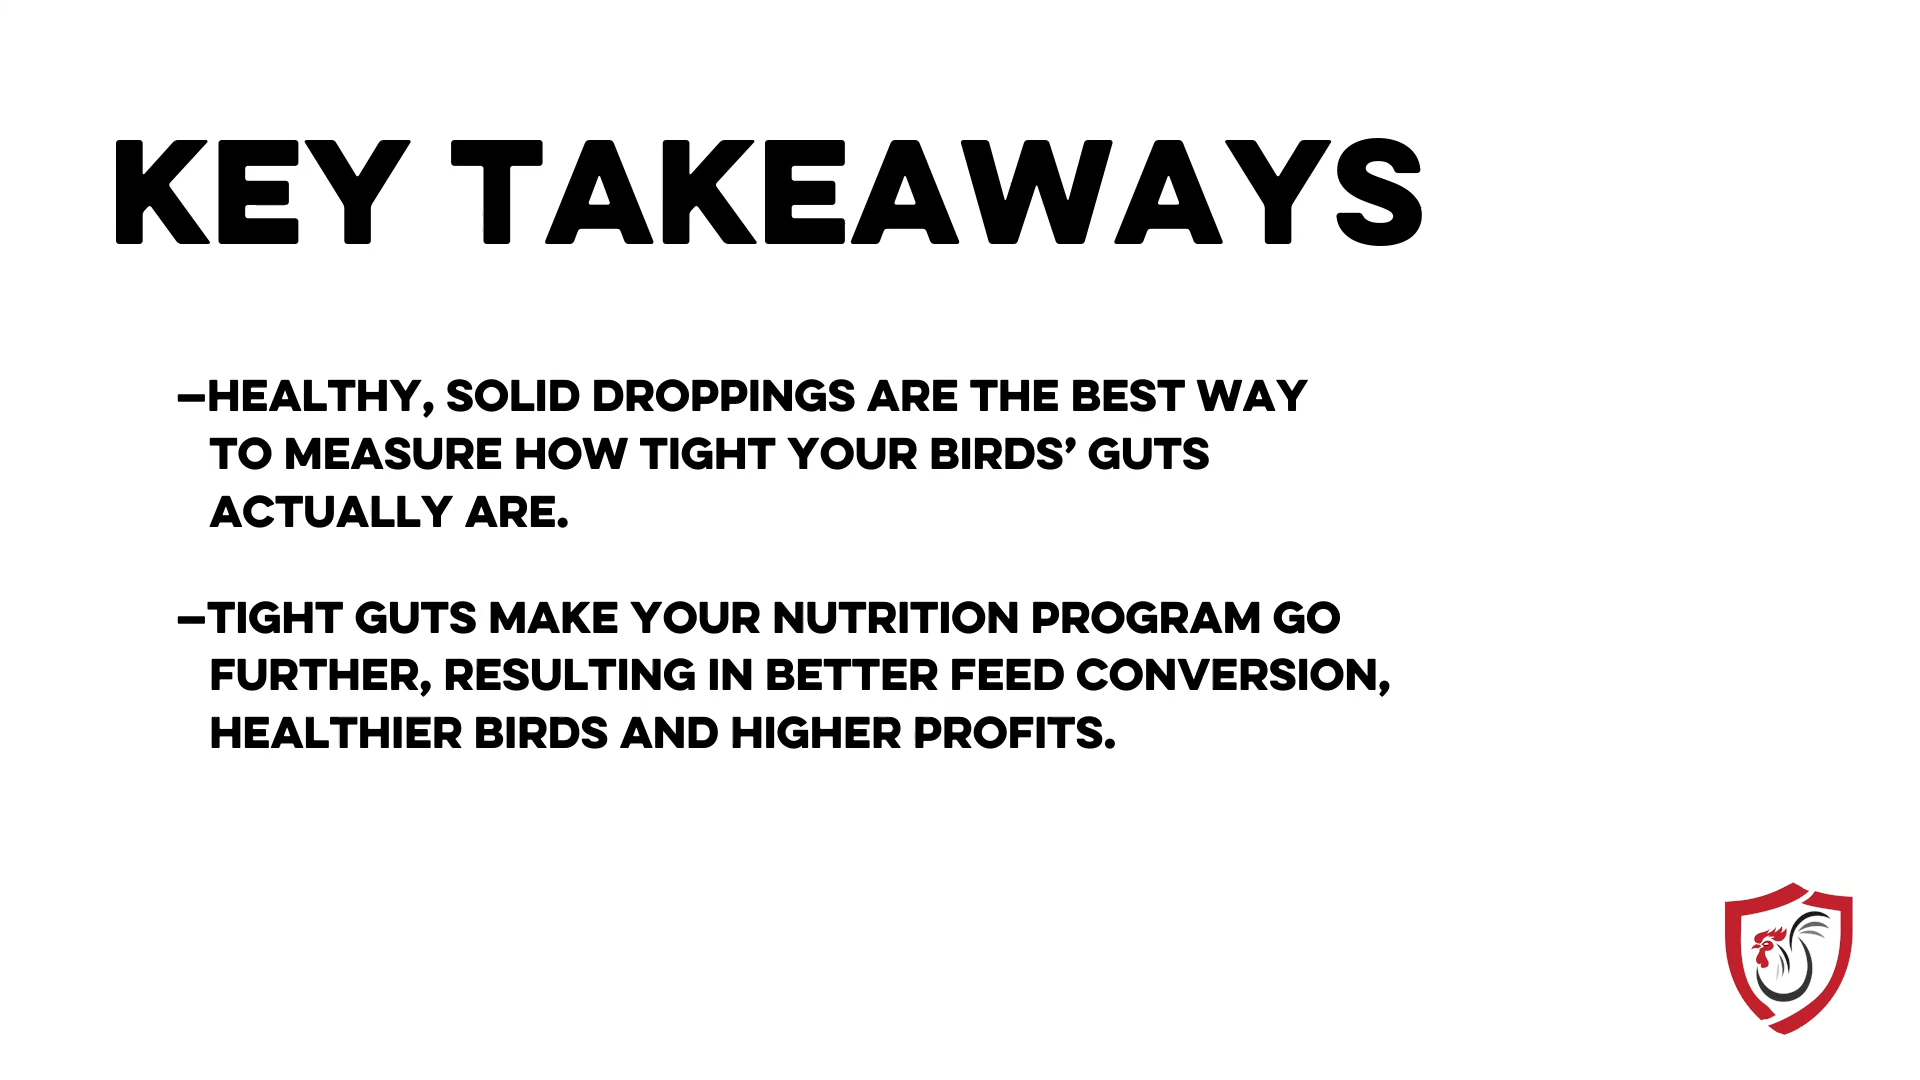 KEY TAKEAWAYS
–HEALTHY, SOLID DROPPINGS ARE THE BEST WAY
TO MEASURE HOW TIGHT YOUR BIRDS’ GUTS
ACTUALLY ARE.
–TIGHT GUTS MAKE YOUR NUTRITION PROGRAM GO
FURTHER, RESULTING IN BETTER FEED CONVERSION,
HEALTHIER BIRDS AND HIGHER PROFITS.